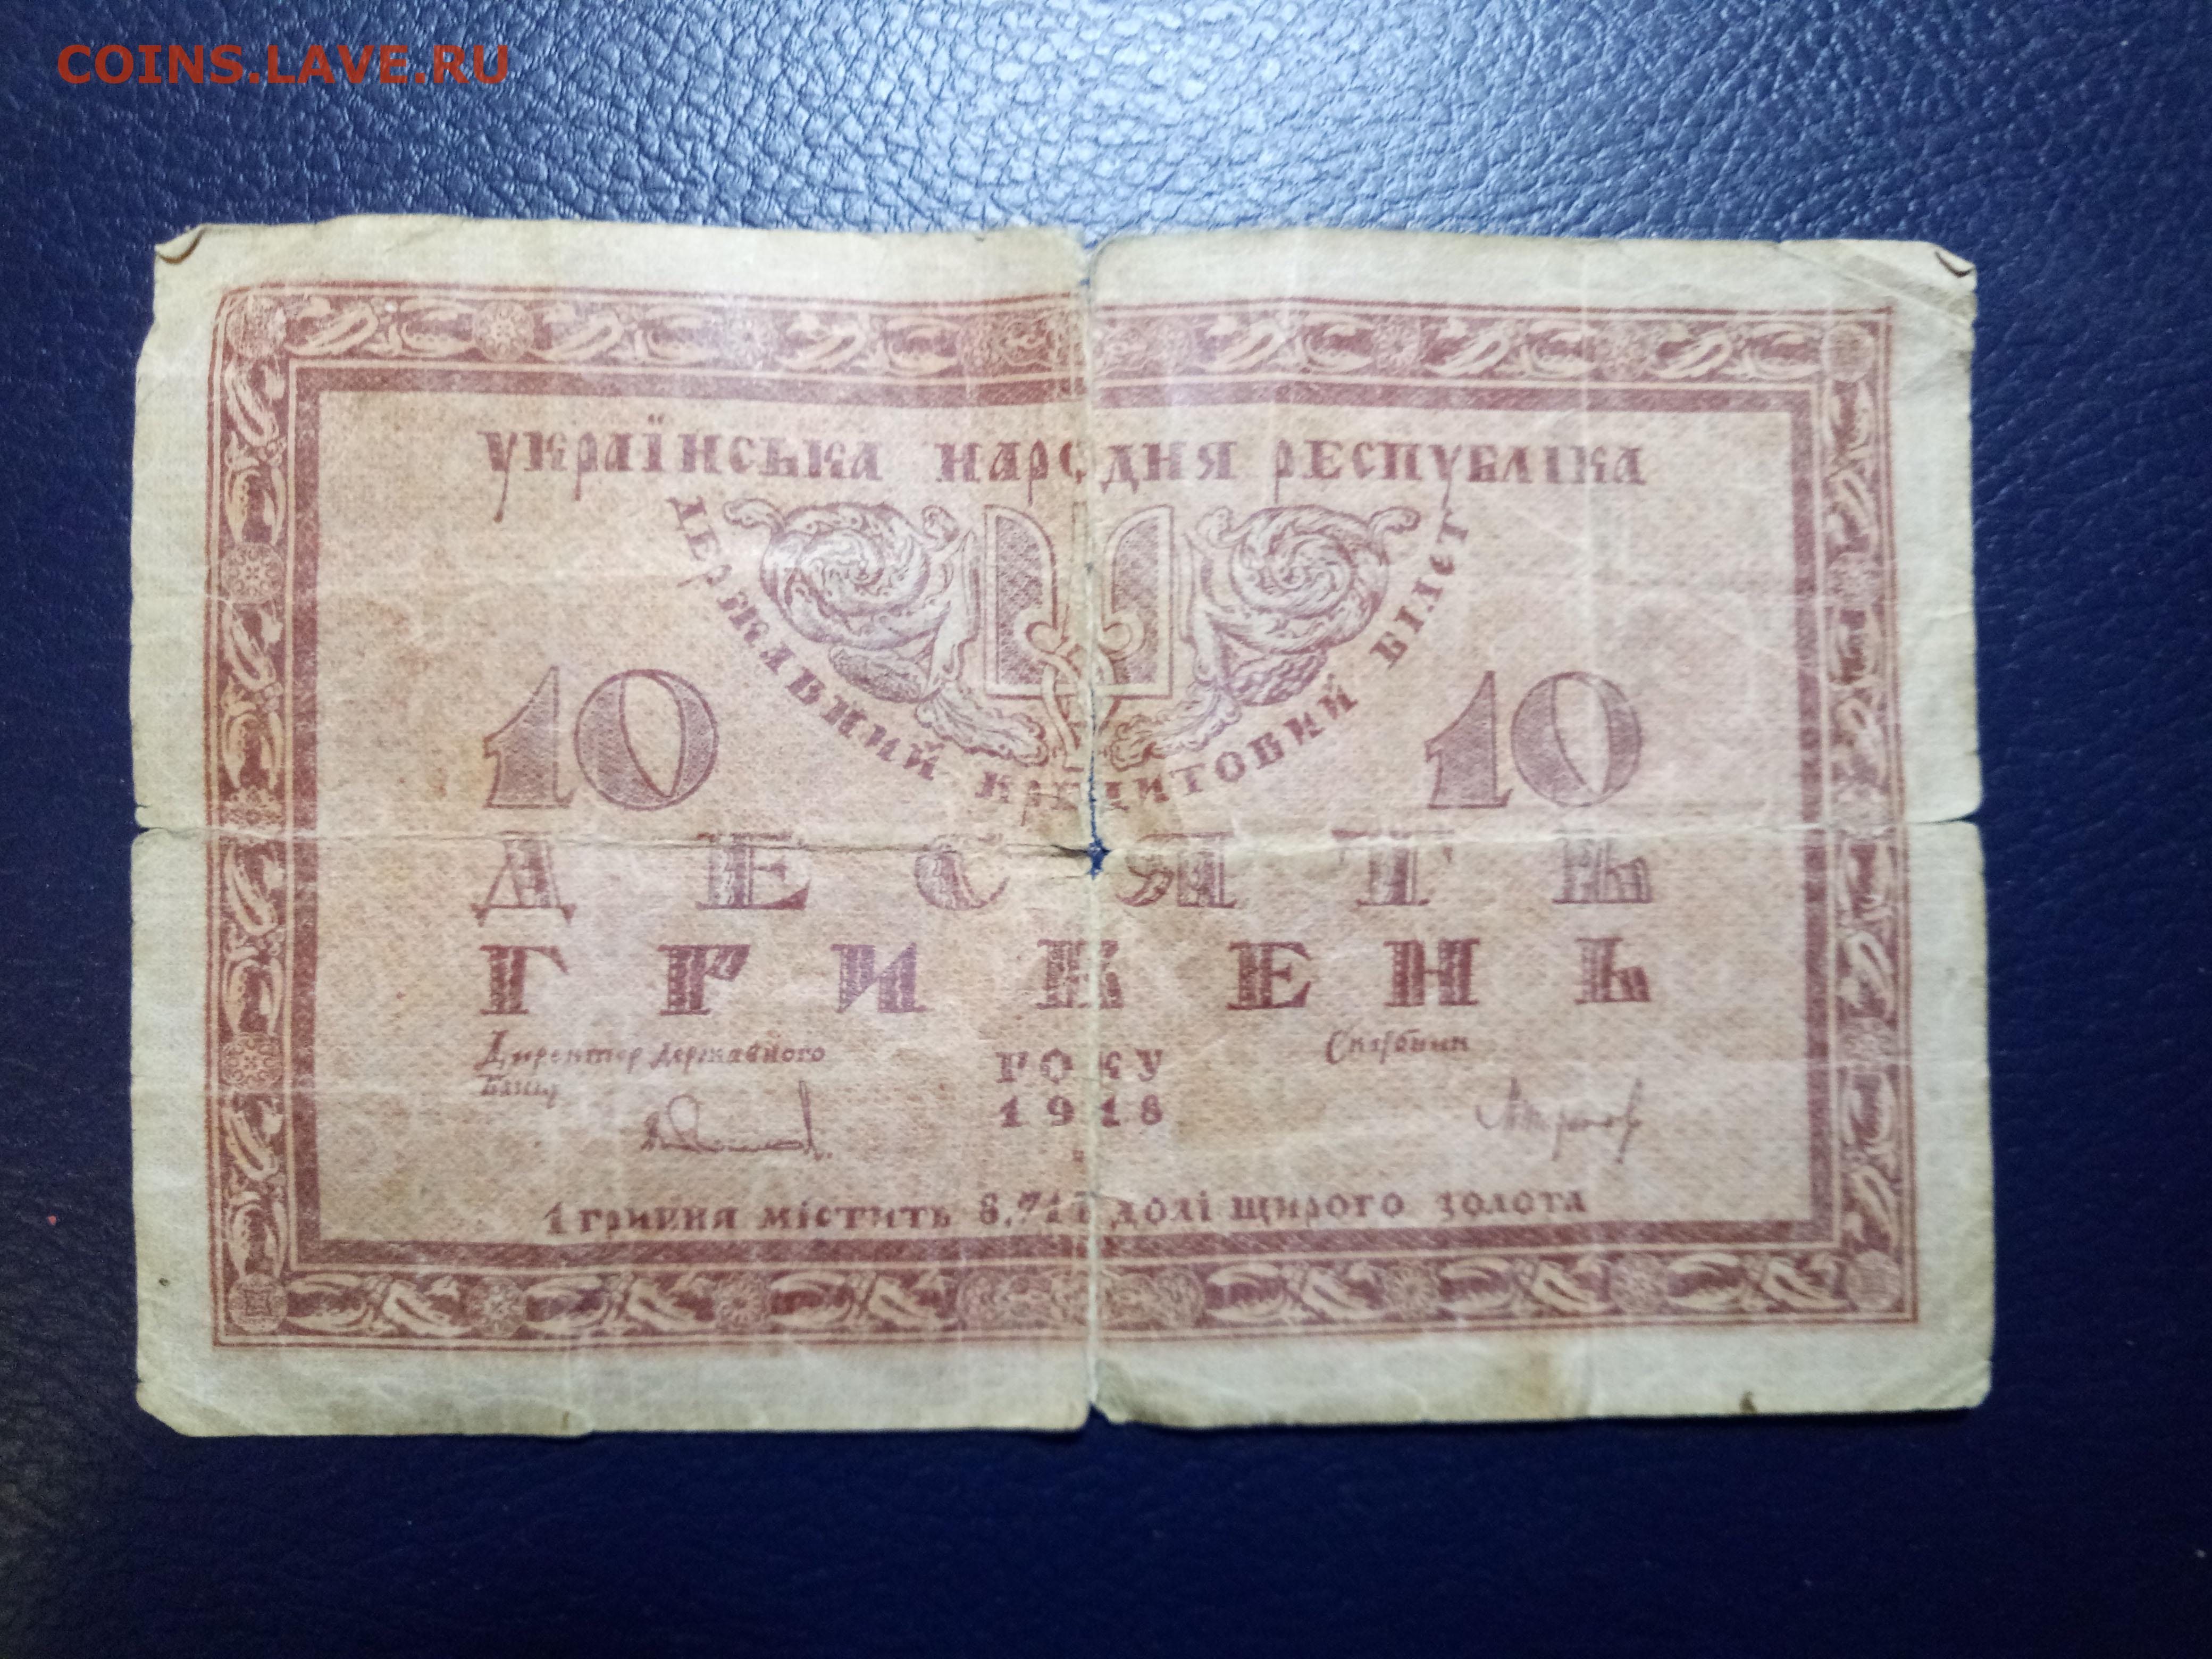 COINS.LAVE.RU
УКРАЇНСЬКА НАРОДНЯ РЕСПУБЛІКА
ДЕРЖАВНИЙ КРЕДИТОВИЙ БІЛЕТ
10 10
ДЕСЯТЬ
ГРИВЕНЬ
Директор Державного
Банку
Скарбник
РОКУ
1918
1 гривня містить 8,712 долі щирого золота